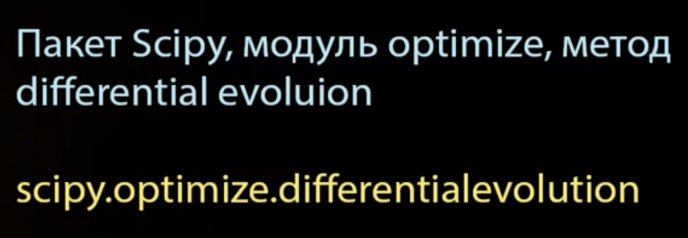 Пакет Scipy, модуль optimize, метод
differential evoluion
scipy.optimize.differentialevolution